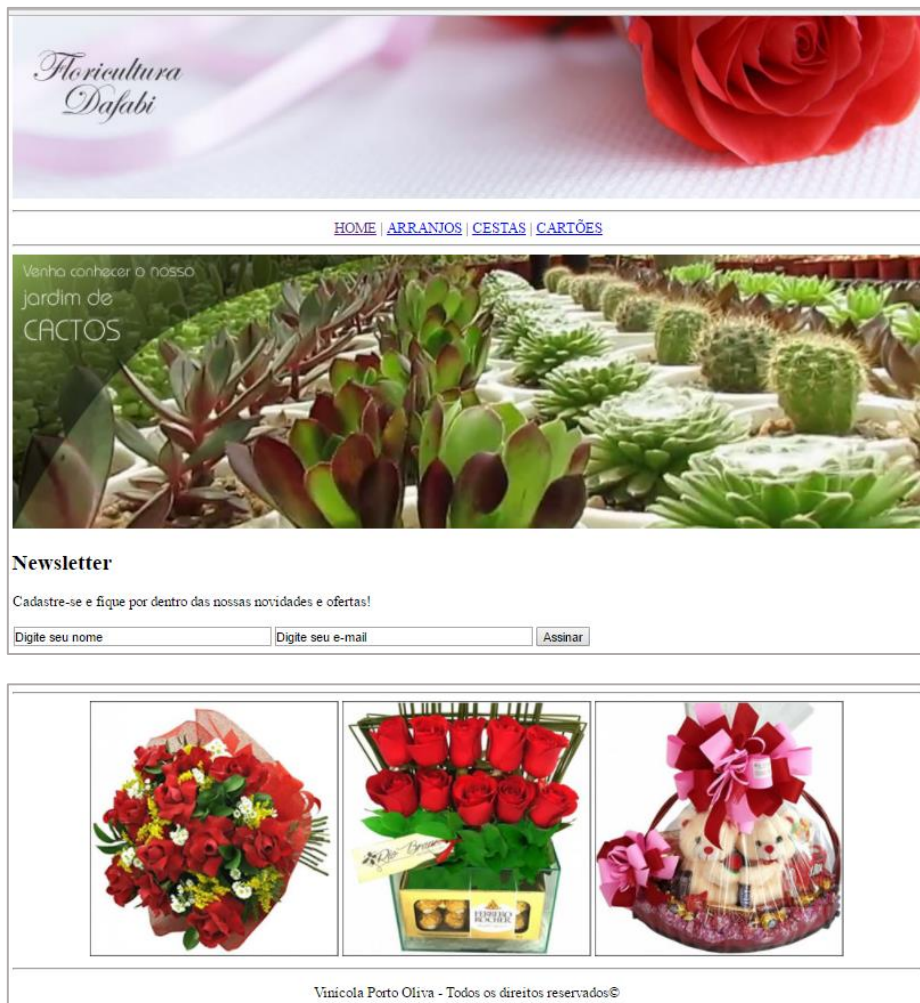 Floricultura
Dafabi
HOME | ARRANJOS | CESTAS | CARTÕES
Venha conhecer o nosso
jardim de
CACTOS
Newsletter
Cadastre-se e fique por dentro das nossas novidades e ofertas!
Digite seu nome Digite seu e-mail Assinar
Rio Branco
FERRERO
ROCHER
Vinicola Porto Oliva - Todos os direitos reservados©